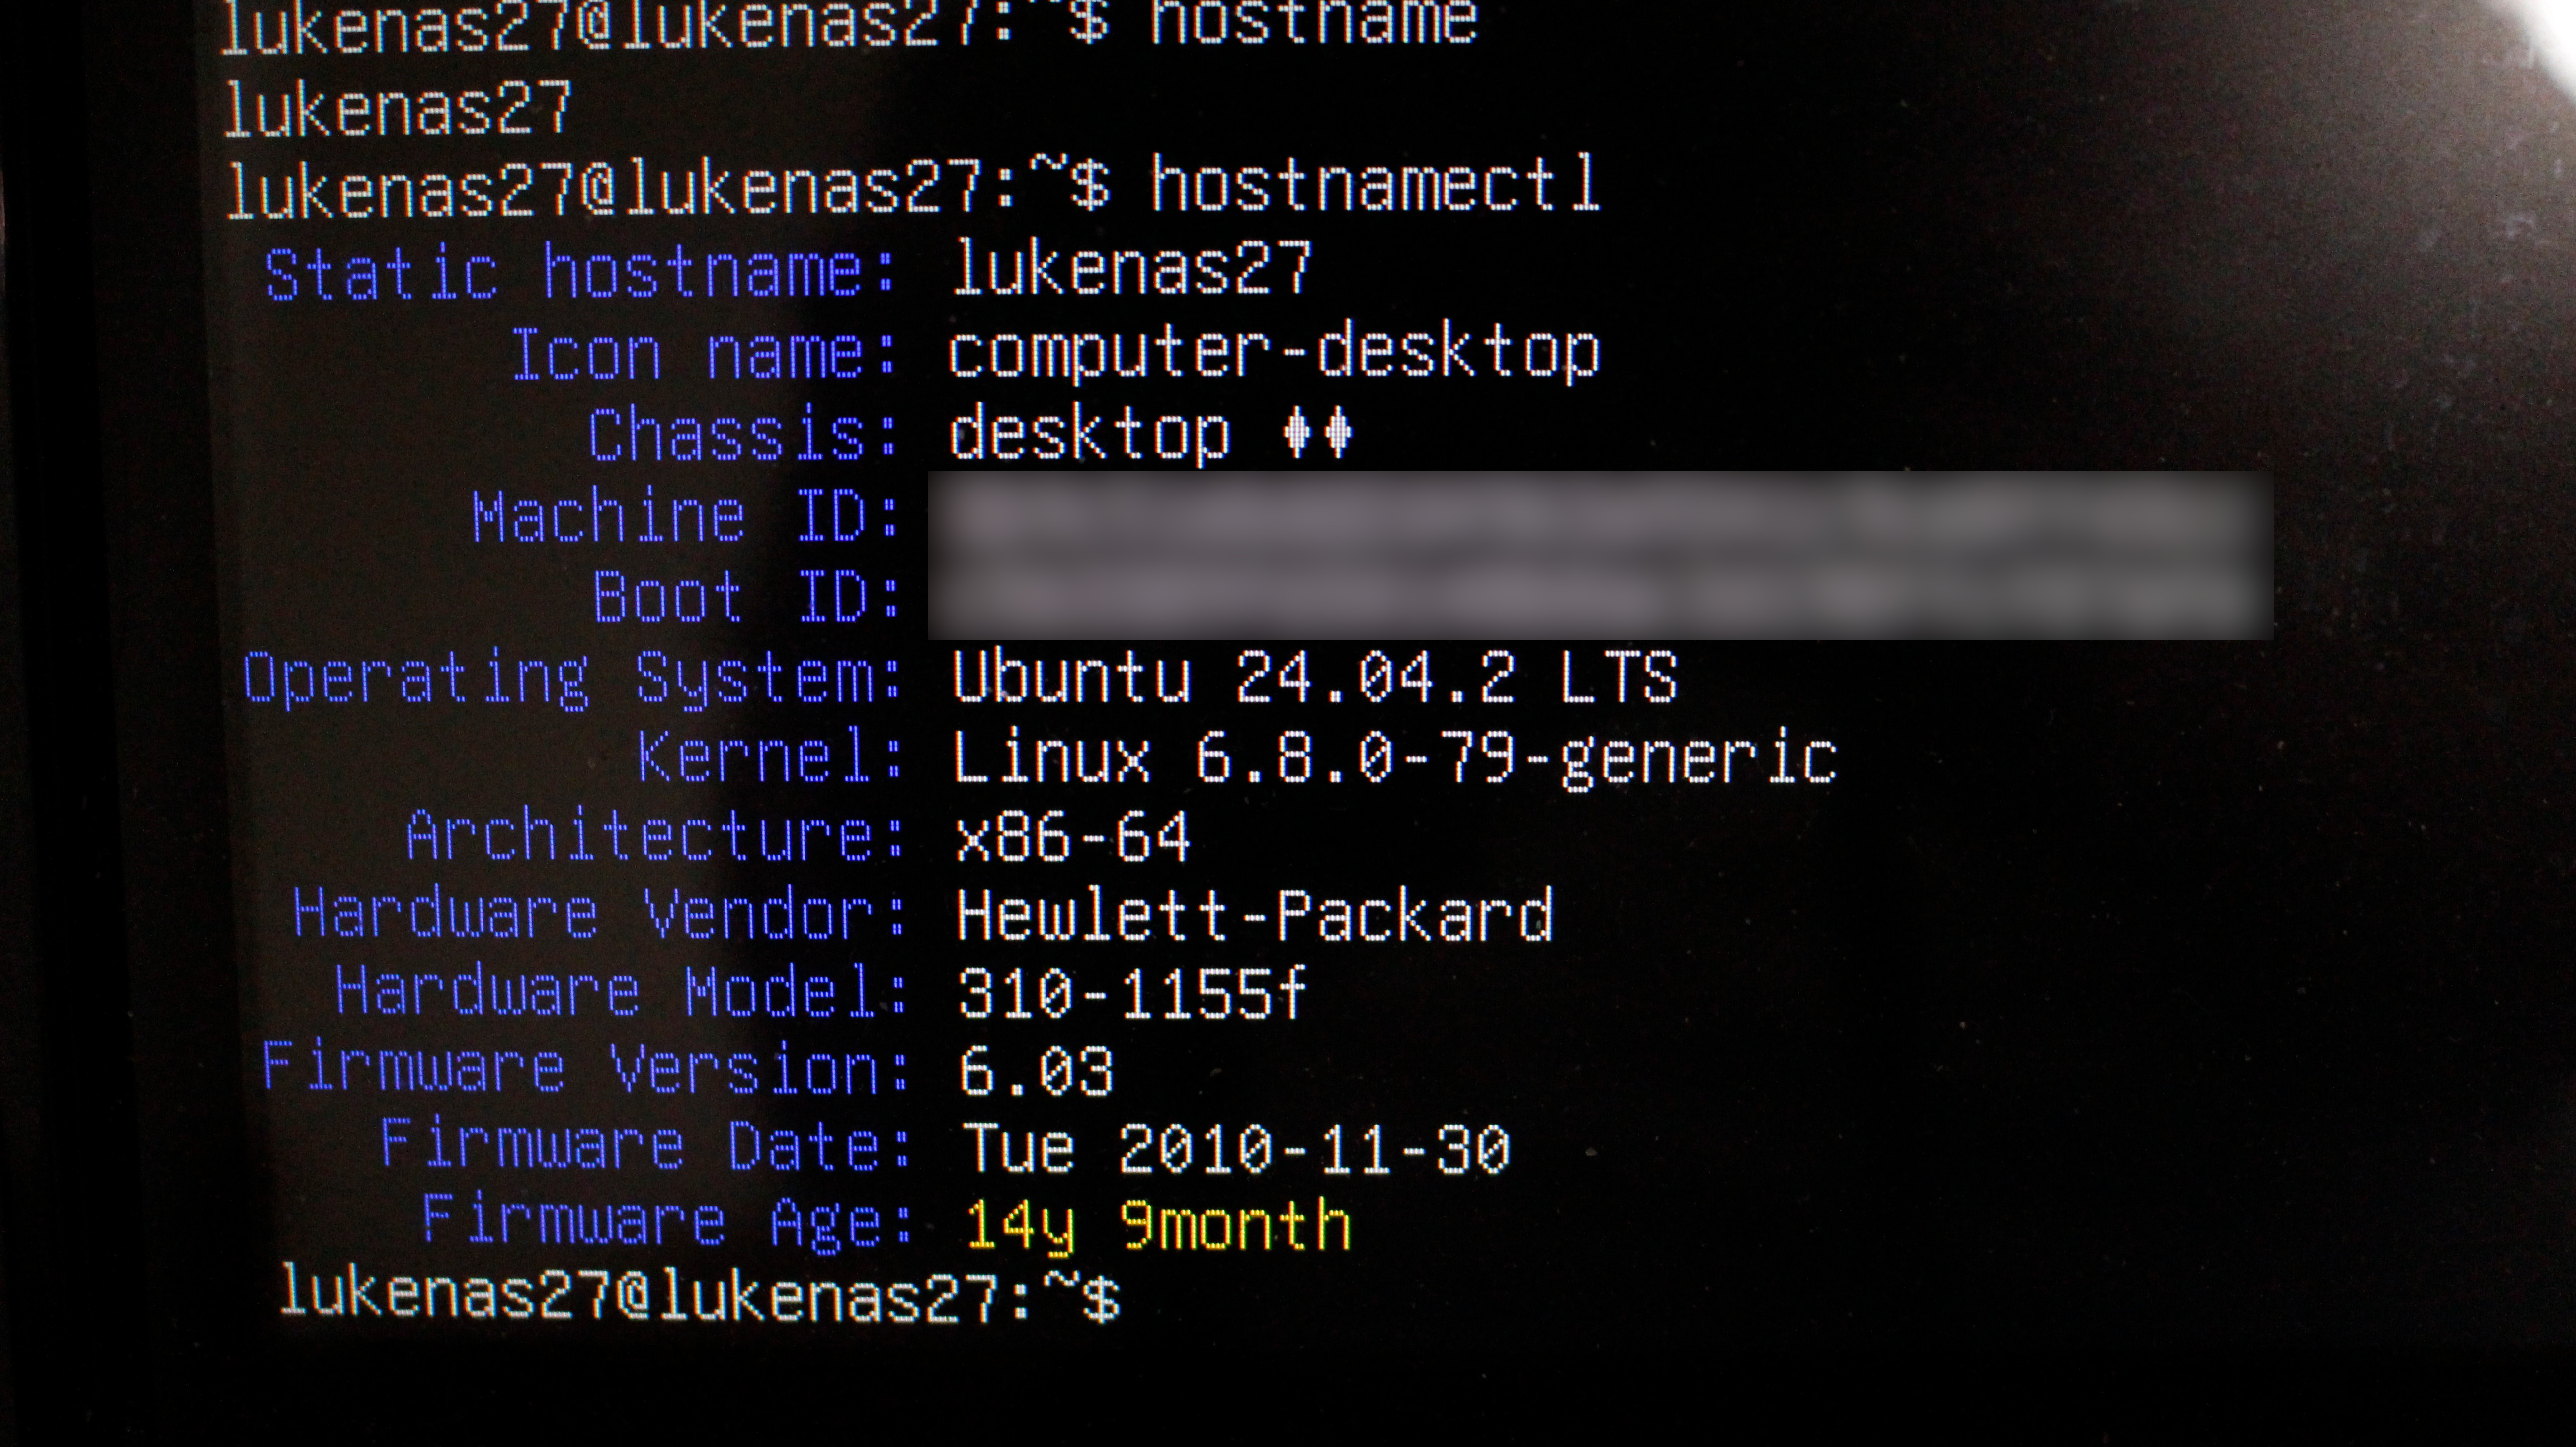 lukenas27@lukenas27:~$ hostname
lukenas27
lukenas27@lukenas27:~$ hostnamectl
Static hostname: lukenas27
Icon name: computer-desktop
Chassis: desktop ♦♦
Machine ID:
Boot ID:
Operating System: Ubuntu 24.04.2 LTS
Kernel: Linux 6.8.0-79-generic
Architecture: x86-64
Hardware Vendor: Hewlett-Packard
Hardware Model: 310-1155f
Firmware Version: 6.03
Firmware Date: Tue 2010-11-30
Firmware Age: 14y 9month
lukenas27@lukenas27:~$